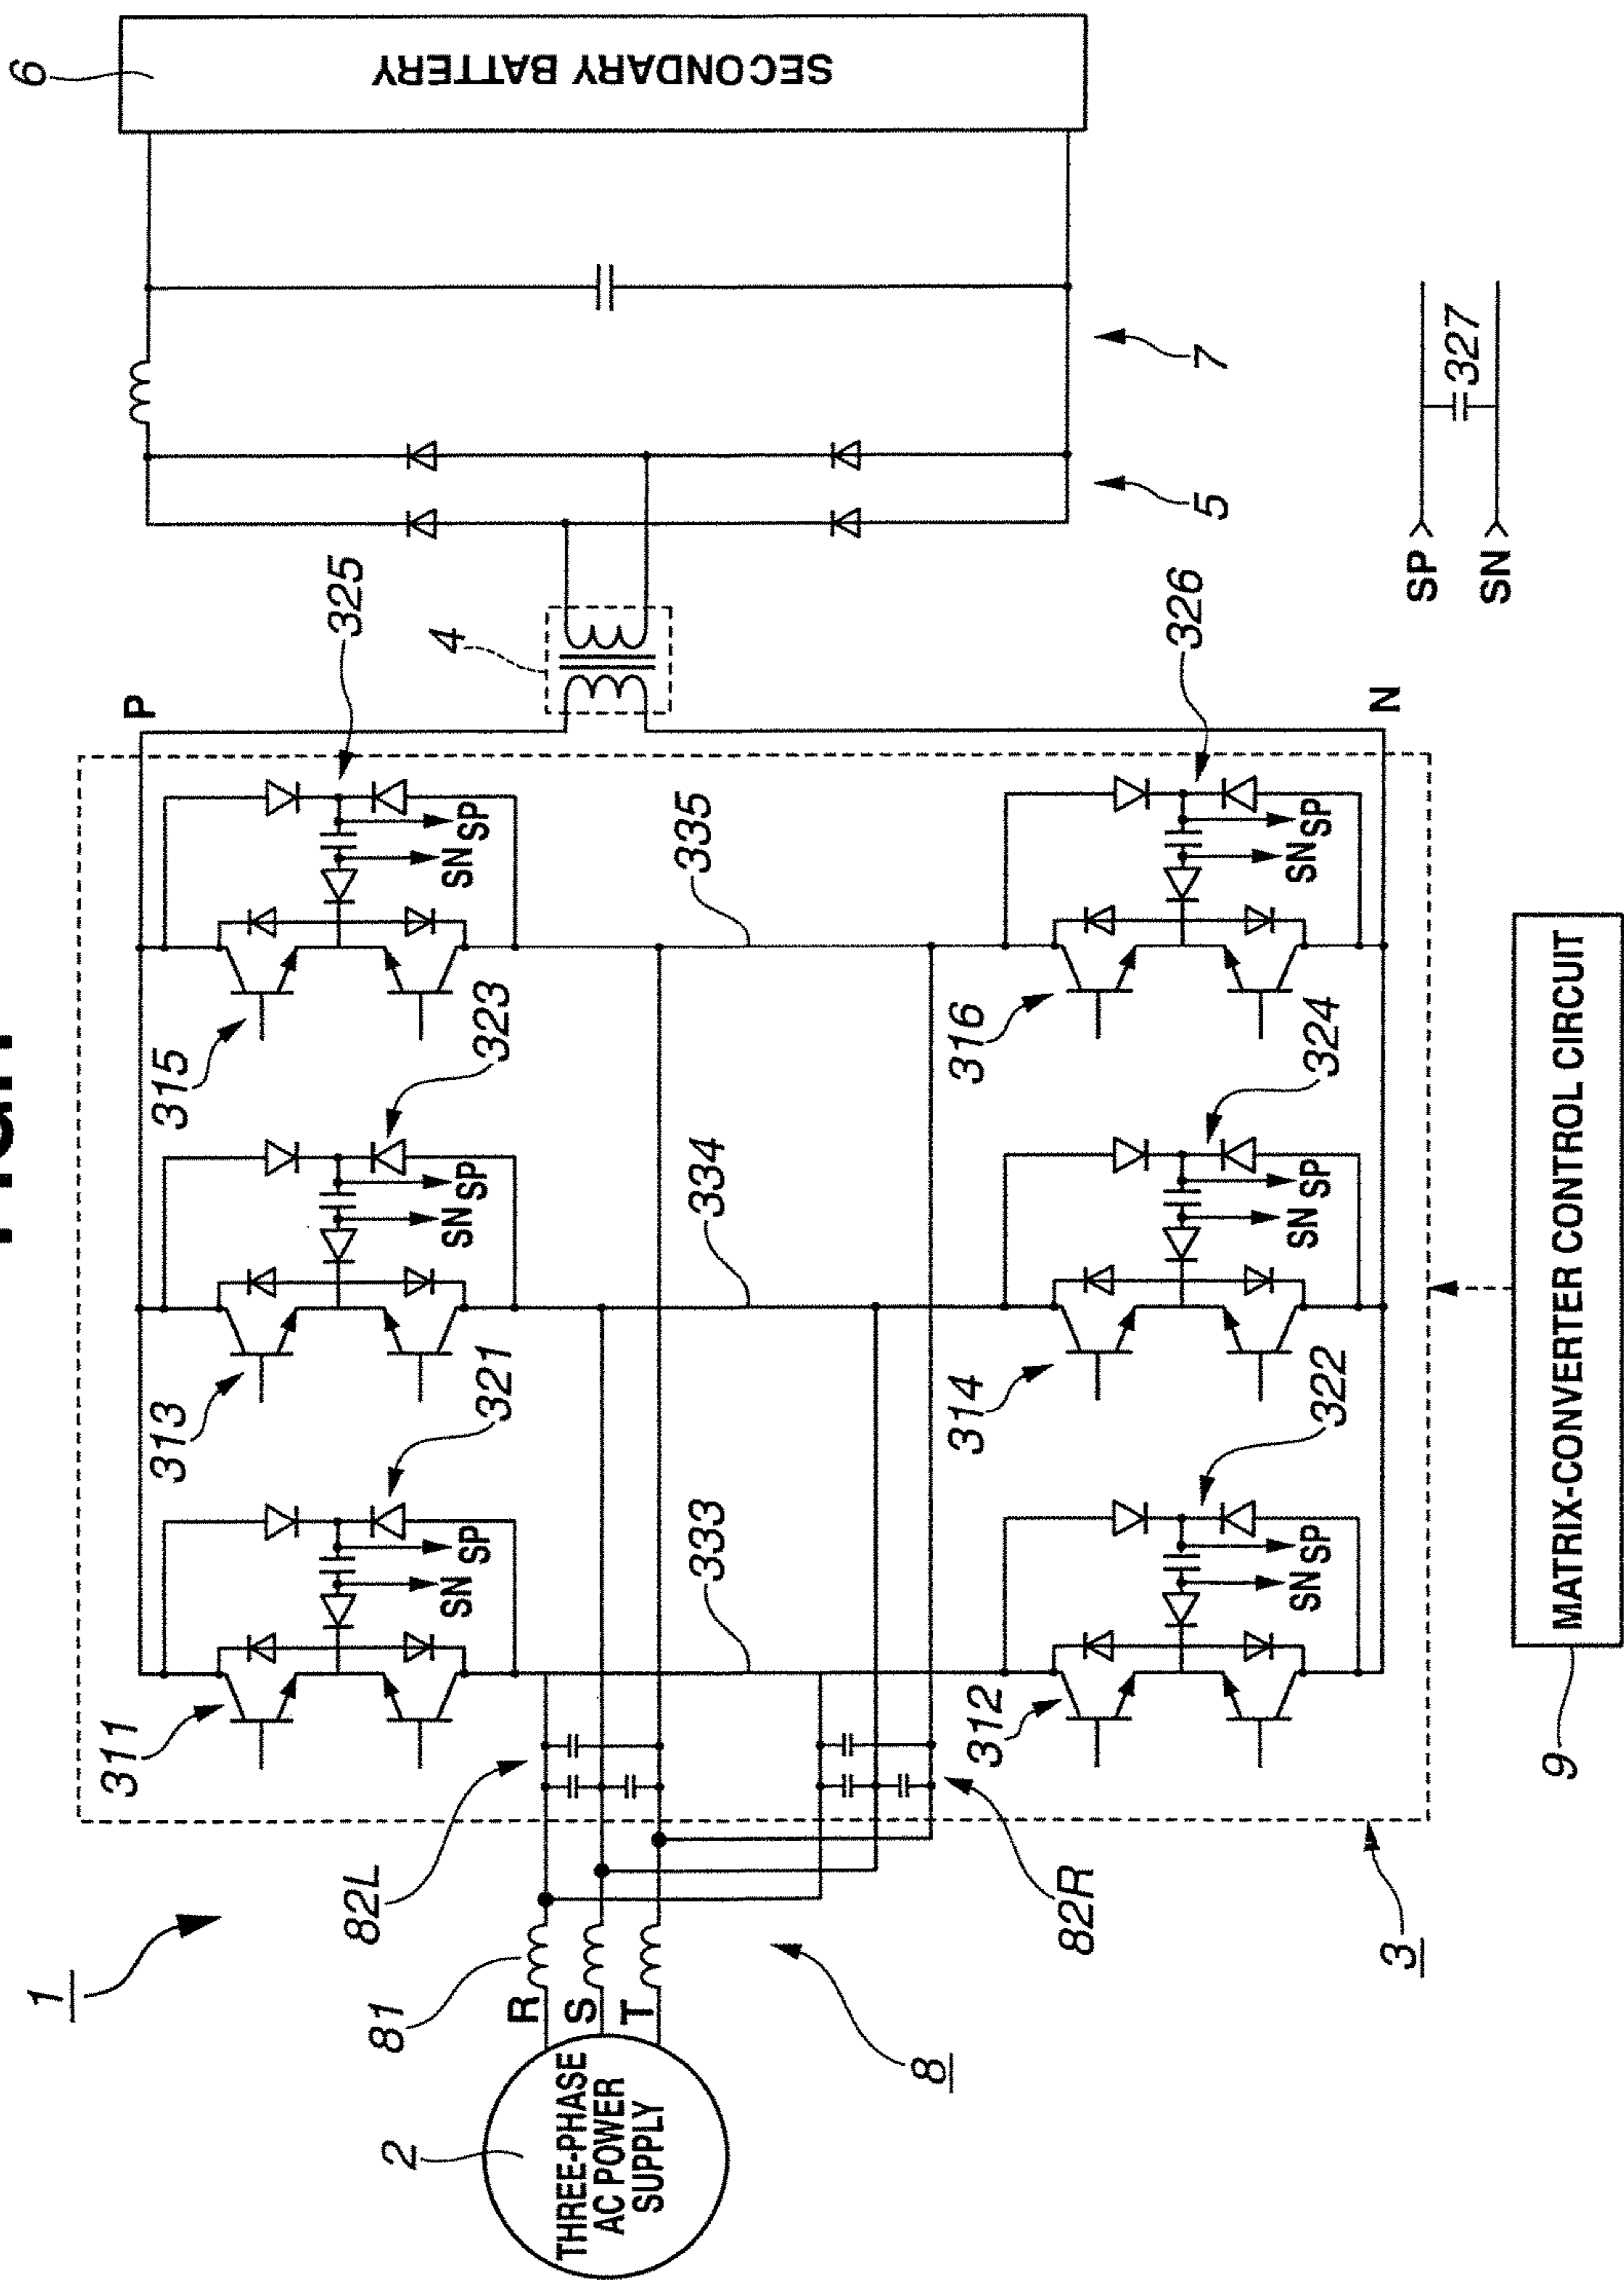 1
2
THREE-PHASE
AC POWER
SUPPLY
R
S
T
81
8
82L
82R
3
311
313
315
321
323
325
SN
SP
SN
SP
SN
SP
333
334
335
312
314
316
322
324
326
SN
SP
SN
SP
SN
SP
P
N
4
5
7
6
SECONDARY BATTERY
SP
SN
327
9
MATRIX-CONVERTER CONTROL CIRCUIT